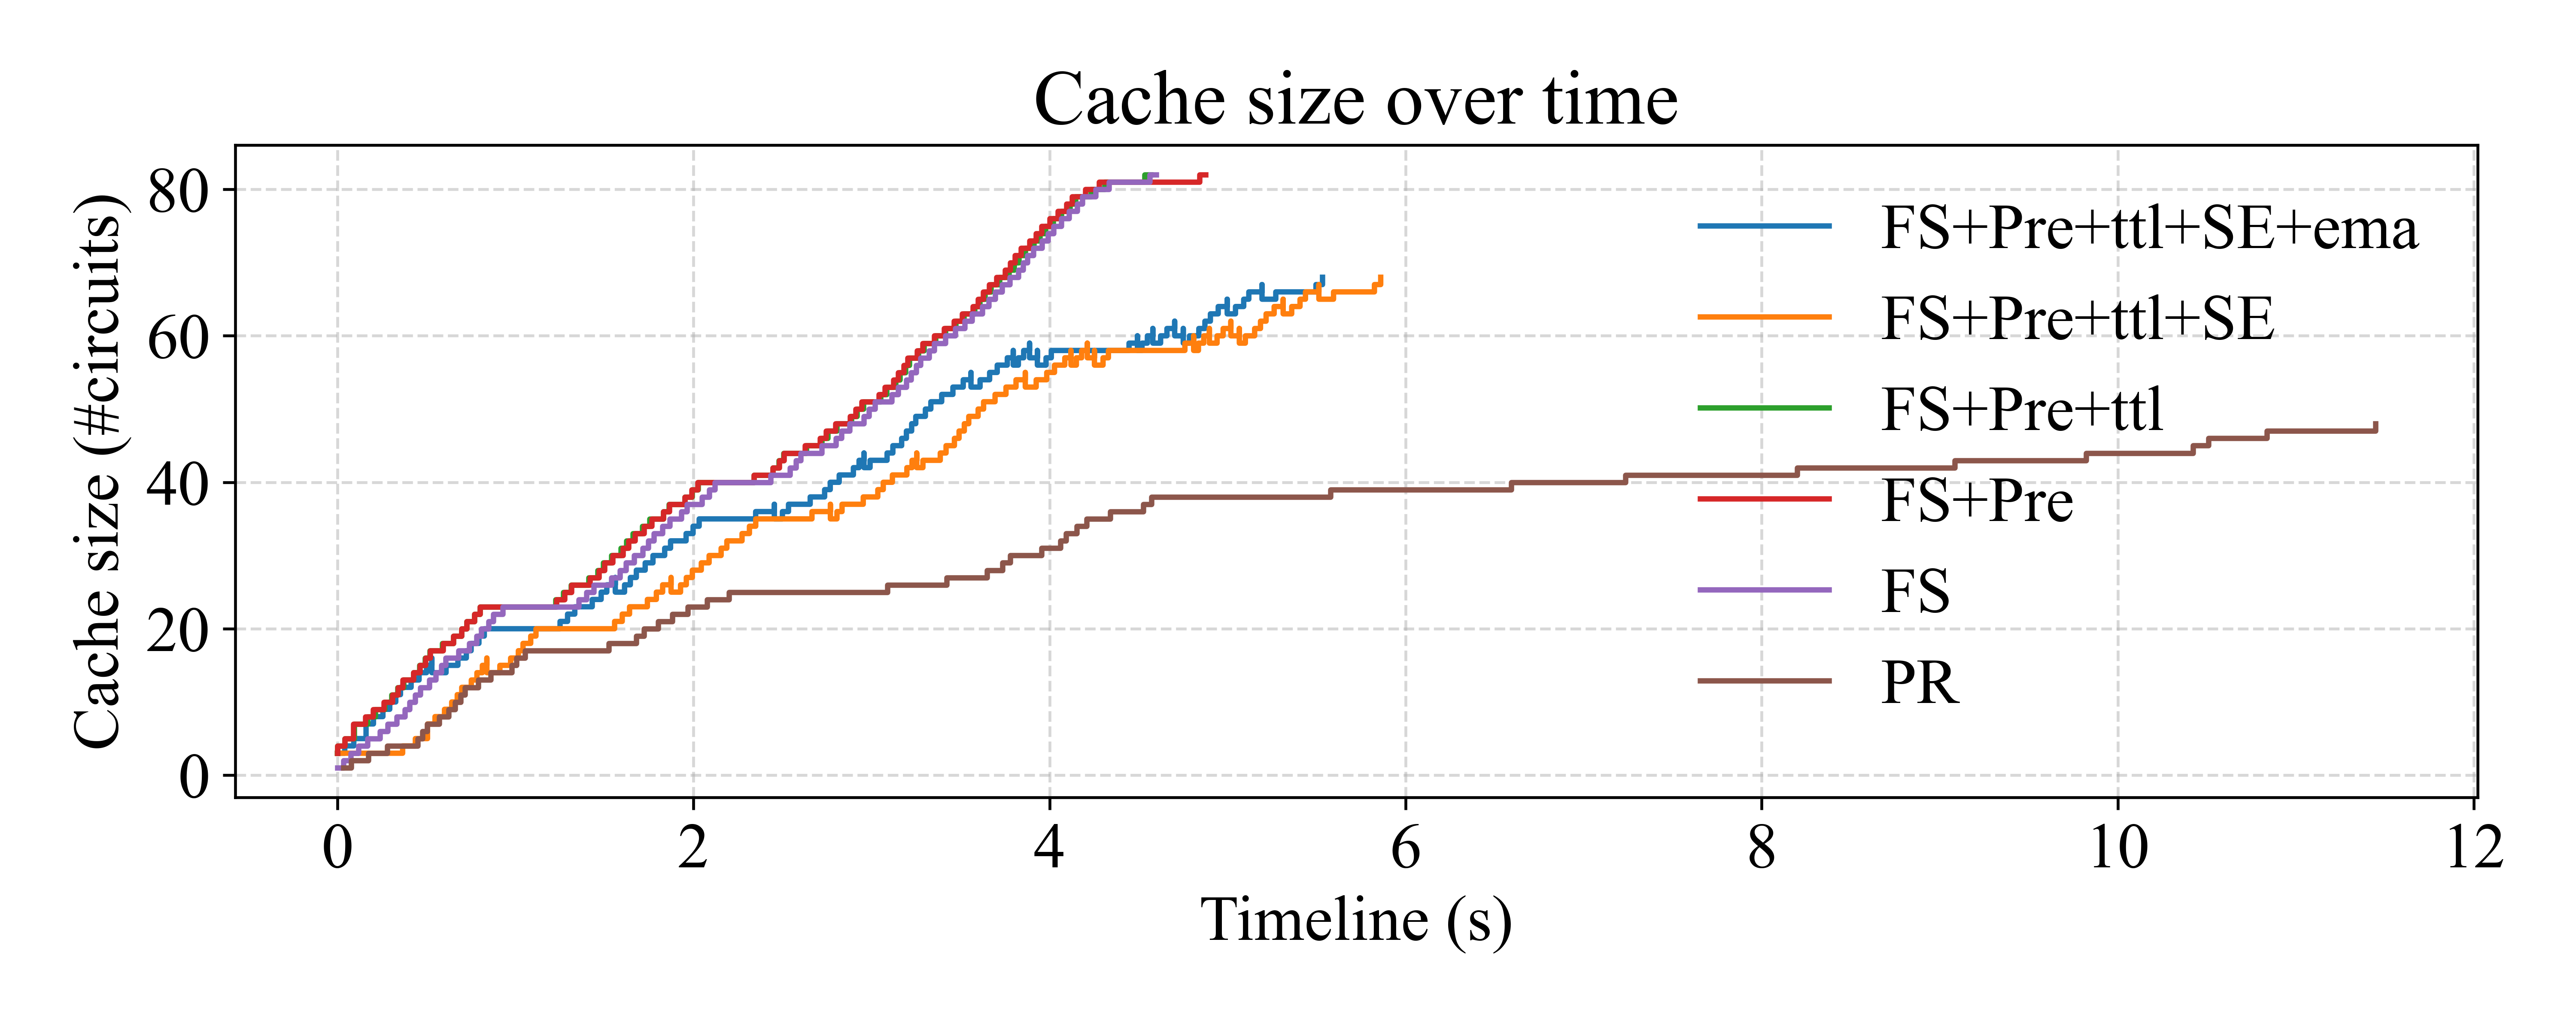 Cache size over time
Cache size (#circuits)
80
60
40
20
0
FS+Pre+ttl+SE+ema
FS+Pre+ttl+SE
FS+Pre+ttl
FS+Pre
FS
PR
0 2 4 6 8 10 12
Timeline (s)